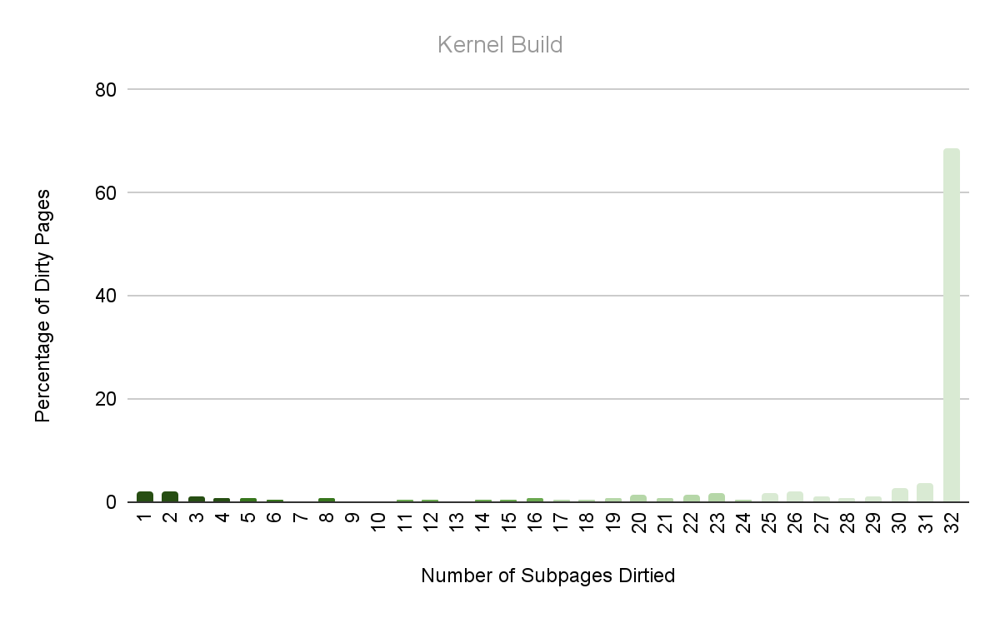 Kernel Build
Percentage of Dirty Pages
80
60
40
20
0
1 2 3 4 5 6 7 8 9 10 11 12 13 14 15 16 17 18 19 20 21 22 23 24 25 26 27 28 29 30 31 32
Number of Subpages Dirtied